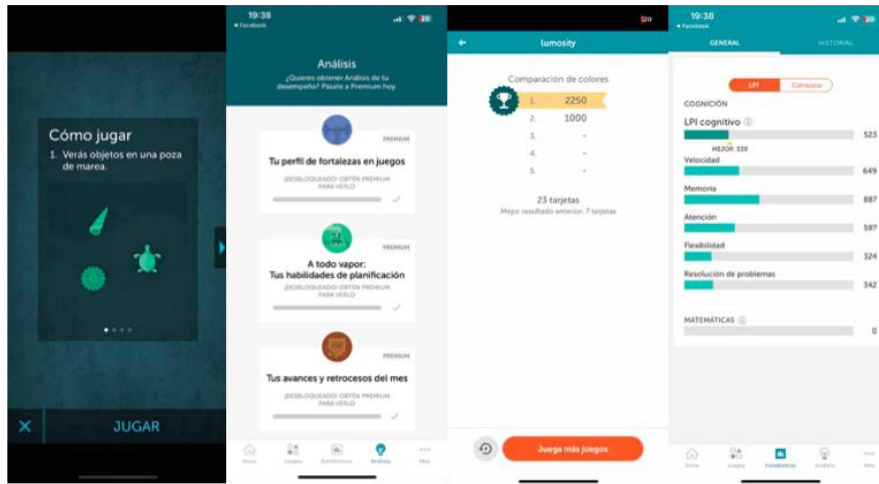 Cómo jugar
1. Verás objetos en una poza
de marea.
JUGAR
19:38
Facebook
20
Análisis
¿Quieres obtener Análisis de tu
desempeño? Pásate a Premium hoy.
PREMIUM
Tu perfil de fortalezas en juegos
¡DESBLOQUEADO! OBTÉN PREMIUM
PARA VERLO
PREMIUM
A todo vapor:
Tus habilidades de planificación
¡DESBLOQUEADO! OBTÉN PREMIUM
PARA VERLO
PREMIUM
Tus avances y retrocesos del mes
¡DESBLOQUEADO! OBTÉN PREMIUM
PARA VERLO
Inicio Juegos Estadísticas Análisis Más
20
lumosity
Comparación de colores
1. 2250
2. 1000
3. -
4. -
5. -
23 tarjetas
Mejor resultado anterior: 7 tarjetas
Juega más juegos
19:38
Facebook
20
GENERAL HISTORIAL
LPI Comparar
COGNICIÓN
LPI cognitivo
523
MEJOR: 539
Velocidad
649
Memoria
887
Atención
597
Flexibilidad
324
Resolución de problemas
342
MATEMÁTICAS
0
Inicio Juegos Estadísticas Análisis Más